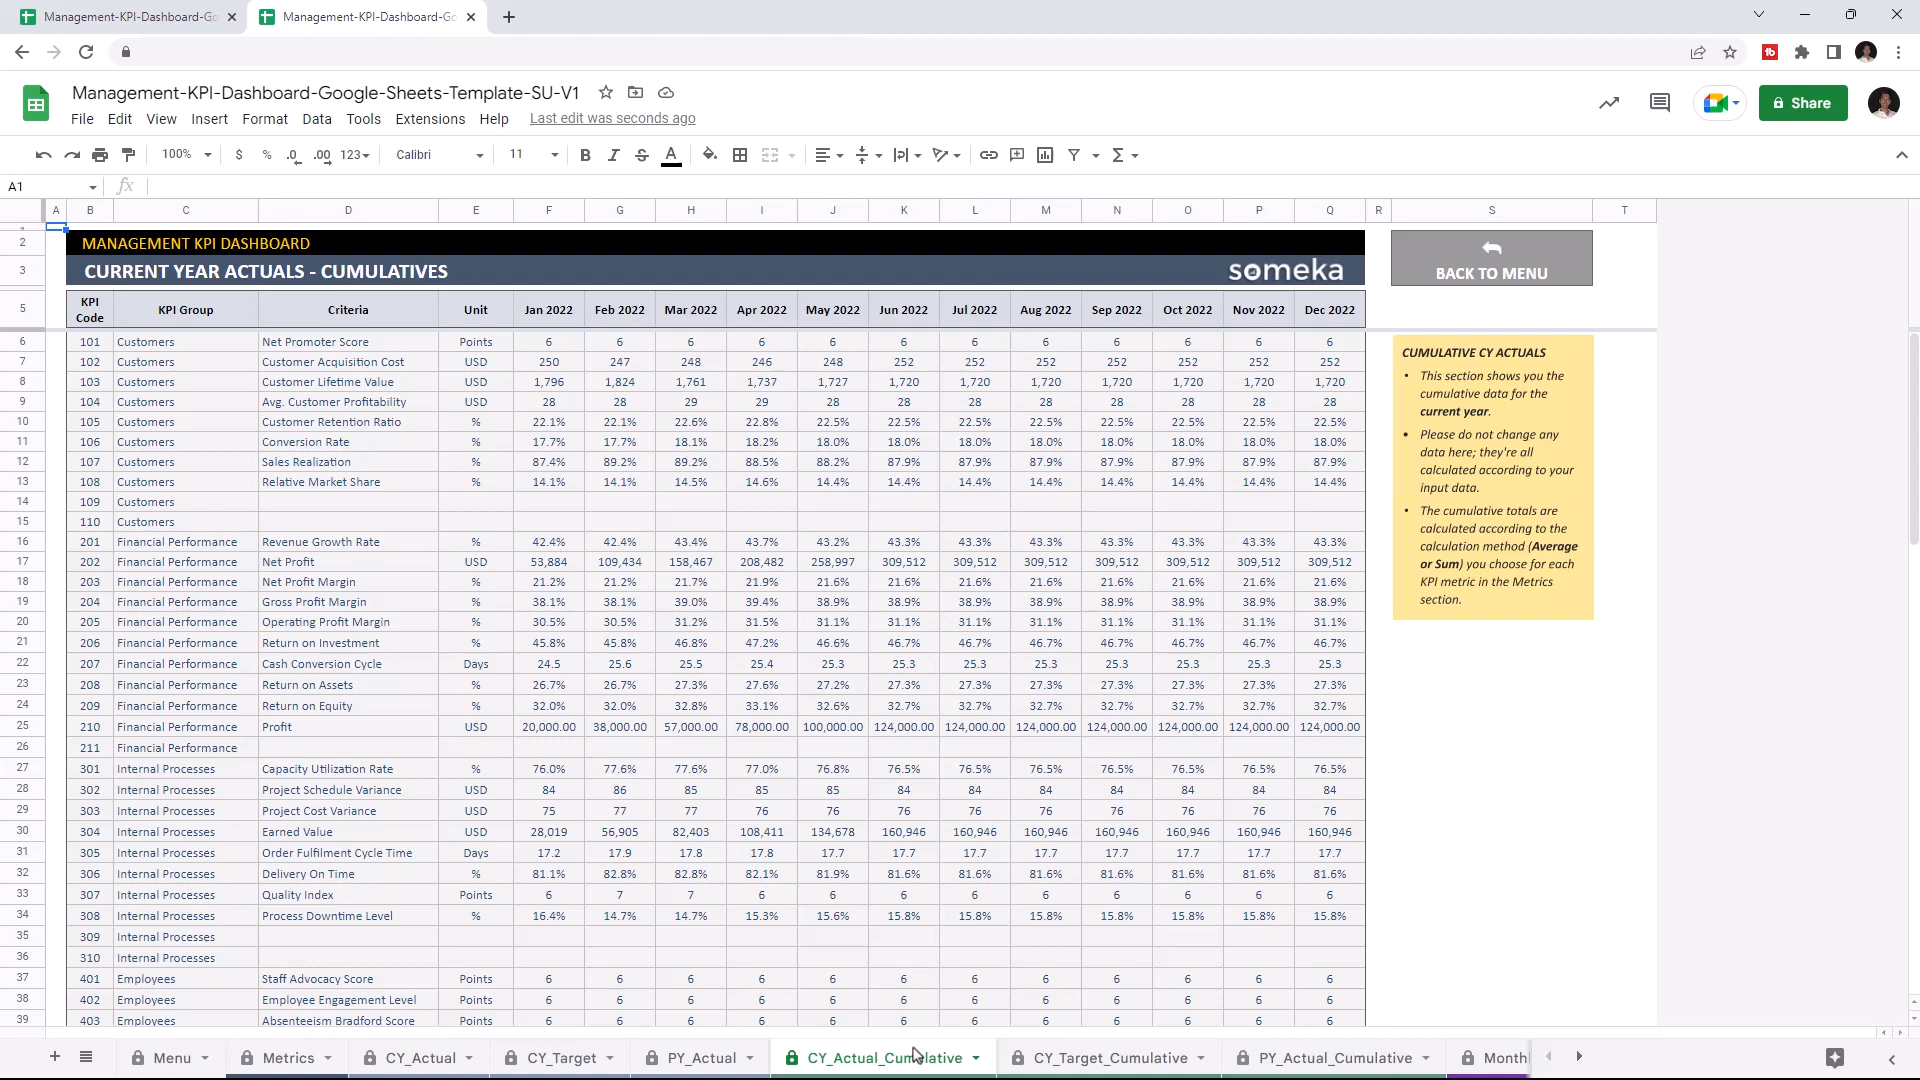 Management-KPI-Dashboard-Go
Management-KPI-Dashboard-Go
Management-KPI-Dashboard-Google-Sheets-Template-SU-V1
File Edit View Insert Format Data Tools Extensions Help Last edit was seconds ago
Share
100% $ % .0 .00 123 Calibri 11 B I S A
A1 fx
A B C D E F G H I J K L M N O P Q R S T
1
2 MANAGEMENT KPI DASHBOARD
3 CURRENT YEAR ACTUALS - CUMULATIVES someka
BACK TO MENU
5 KPI Code KPI Group Criteria Unit Jan 2022 Feb 2022 Mar 2022 Apr 2022 May 2022 Jun 2022 Jul 2022 Aug 2022 Sep 2022 Oct 2022 Nov 2022 Dec 2022
6 101 Customers Net Promoter Score Points 6 6 6 6 6 6 6 6 6 6 6 6
7 102 Customers Customer Acquisition Cost USD 250 247 248 246 248 252 252 252 252 252 252 252
8 103 Customers Customer Lifetime Value USD 1,796 1,824 1,761 1,737 1,727 1,720 1,720 1,720 1,720 1,720 1,720 1,720
9 104 Customers Avg. Customer Profitability USD 28 28 29 29 28 28 28 28 28 28 28 28
10 105 Customers Customer Retention Ratio % 22.1% 22.1% 22.6% 22.8% 22.5% 22.5% 22.5% 22.5% 22.5% 22.5% 22.5% 22.5%
11 106 Customers Conversion Rate % 17.7% 17.7% 18.1% 18.2% 18.0% 18.0% 18.0% 18.0% 18.0% 18.0% 18.0% 18.0%
12 107 Customers Sales Realization % 87.4% 89.2% 89.2% 88.5% 88.2% 87.9% 87.9% 87.9% 87.9% 87.9% 87.9% 87.9%
13 108 Customers Relative Market Share % 14.1% 14.1% 14.5% 14.6% 14.4% 14.4% 14.4% 14.4% 14.4% 14.4% 14.4% 14.4%
14 109 Customers
15 110 Customers
16 201 Financial Performance Revenue Growth Rate % 42.4% 42.4% 43.4% 43.7% 43.2% 43.3% 43.3% 43.3% 43.3% 43.3% 43.3% 43.3%
17 202 Financial Performance Net Profit USD 53,884 109,434 158,467 208,482 258,997 309,512 309,512 309,512 309,512 309,512 309,512 309,512
18 203 Financial Performance Net Profit Margin % 21.2% 21.2% 21.7% 21.9% 21.6% 21.6% 21.6% 21.6% 21.6% 21.6% 21.6% 21.6%
19 204 Financial Performance Gross Profit Margin % 38.1% 38.1% 39.0% 39.4% 38.9% 38.9% 38.9% 38.9% 38.9% 38.9% 38.9% 38.9%
20 205 Financial Performance Operating Profit Margin % 30.5% 30.5% 31.2% 31.5% 31.1% 31.1% 31.1% 31.1% 31.1% 31.1% 31.1% 31.1%
21 206 Financial Performance Return on Investment % 45.8% 45.8% 46.8% 47.2% 46.6% 46.7% 46.7% 46.7% 46.7% 46.7% 46.7% 46.7%
22 207 Financial Performance Cash Conversion Cycle Days 24.5 25.6 25.5 25.4 25.3 25.3 25.3 25.3 25.3 25.3 25.3 25.3
23 208 Financial Performance Return on Assets % 26.7% 26.7% 27.3% 27.6% 27.2% 27.3% 27.3% 27.3% 27.3% 27.3% 27.3% 27.3%
24 209 Financial Performance Return on Equity % 32.0% 32.0% 32.8% 33.1% 32.6% 32.7% 32.7% 32.7% 32.7% 32.7% 32.7% 32.7%
25 210 Financial Performance Profit USD 20,000.00 38,000.00 57,000.00 78,000.00 100,000.00 124,000.00 124,000.00 124,000.00 124,000.00 124,000.00 124,000.00 124,000.00
26 211 Financial Performance
27 301 Internal Processes Capacity Utilization Rate % 76.0% 77.6% 77.6% 77.0% 76.8% 76.5% 76.5% 76.5% 76.5% 76.5% 76.5% 76.5%
28 302 Internal Processes Project Schedule Variance USD 84 86 85 85 85 84 84 84 84 84 84 84
29 303 Internal Processes Project Cost Variance USD 75 77 77 76 76 76 76 76 76 76 76 76
30 304 Internal Processes Earned Value USD 28,019 56,905 82,403 108,411 134,678 160,946 160,946 160,946 160,946 160,946 160,946 160,946
31 305 Internal Processes Order Fulfilment Cycle Time Days 17.2 17.9 17.8 17.8 17.7 17.7 17.7 17.7 17.7 17.7 17.7 17.7
32 306 Internal Processes Delivery On Time % 81.1% 82.8% 82.8% 82.1% 81.9% 81.6% 81.6% 81.6% 81.6% 81.6% 81.6% 81.6%
33 307 Internal Processes Quality Index Points 6 7 7 6 6 6 6 6 6 6 6 6
34 308 Internal Processes Process Downtime Level % 16.4% 14.7% 14.7% 15.3% 15.6% 15.8% 15.8% 15.8% 15.8% 15.8% 15.8% 15.8%
35 309 Internal Processes
36 310 Internal Processes
37 401 Employees Staff Advocacy Score Points 6 6 6 6 6 6 6 6 6 6 6 6
38 402 Employees Employee Engagement Level Points 6 6 6 6 6 6 6 6 6 6 6 6
39 403 Employees Absenteeism Bradford Score Points 6 6 6 6 6 6 6 6 6 6 6 6
CUMULATIVE CY ACTUALS
• This section shows you the
cumulative data for the
current year.
• Please do not change any
data here; they're all
calculated according to your
input data.
• The cumulative totals are
calculated according to the
calculation method (Average
or Sum) you choose for each
KPI metric in the Metrics
section.
Menu Metrics CY_Actual CY_Target PY_Actual CY_Actual_Cumulative CY_Target_Cumulative PY_Actual_Cumulative Month